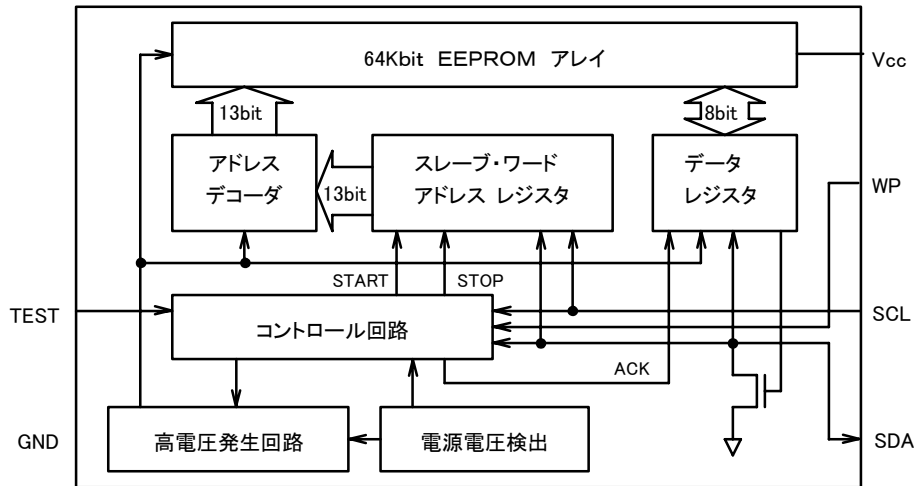 64Kbit EEPROM アレイ
Vcc
13bit
8bit
アドレス
デコーダ
13bit
スレーブ・ワード
アドレス レジスタ
データ
レジスタ
WP
START
STOP
TEST
コントロール回路
SCL
ACK
GND
高電圧発生回路
電源電圧検出
SDA